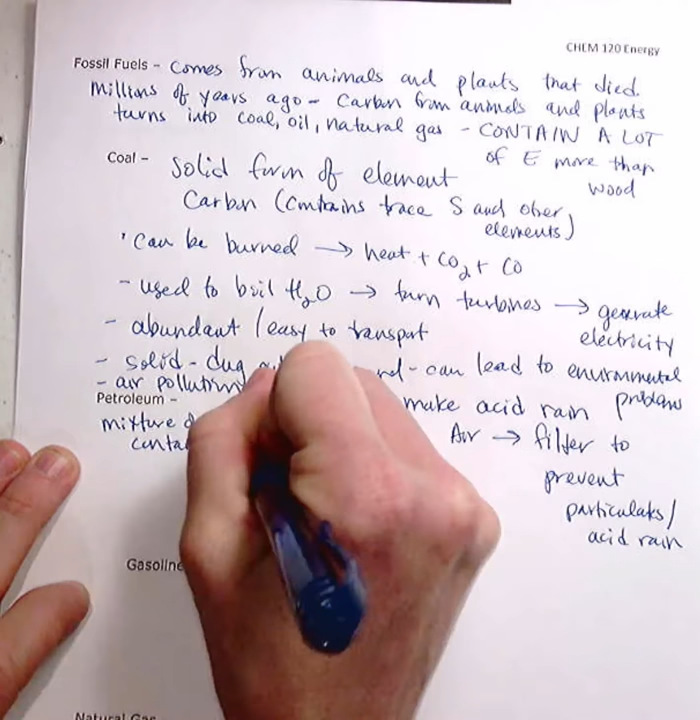 CHEM 120 Energy
Fossil Fuels - comes from animals and plants that died
Millions of years ago - Carbon from animals and plants
turns into coal, oil, natural gas - CONTAIN A LOT
of E more than
wood
Coal - solid form of element
Carbon (contains trace S and other
elements)
Can be burned → heat + CO2 + CO
- used to boil H2O → turn turbines → generate
electricity
- abundant / easy to transport
- solid - dug - can lead to environmental
problems
- air pollution make acid rain
Petroleum -
mixture Air → filter to
prevent
particulates/
acid rain
Gasoline
Natural Gas